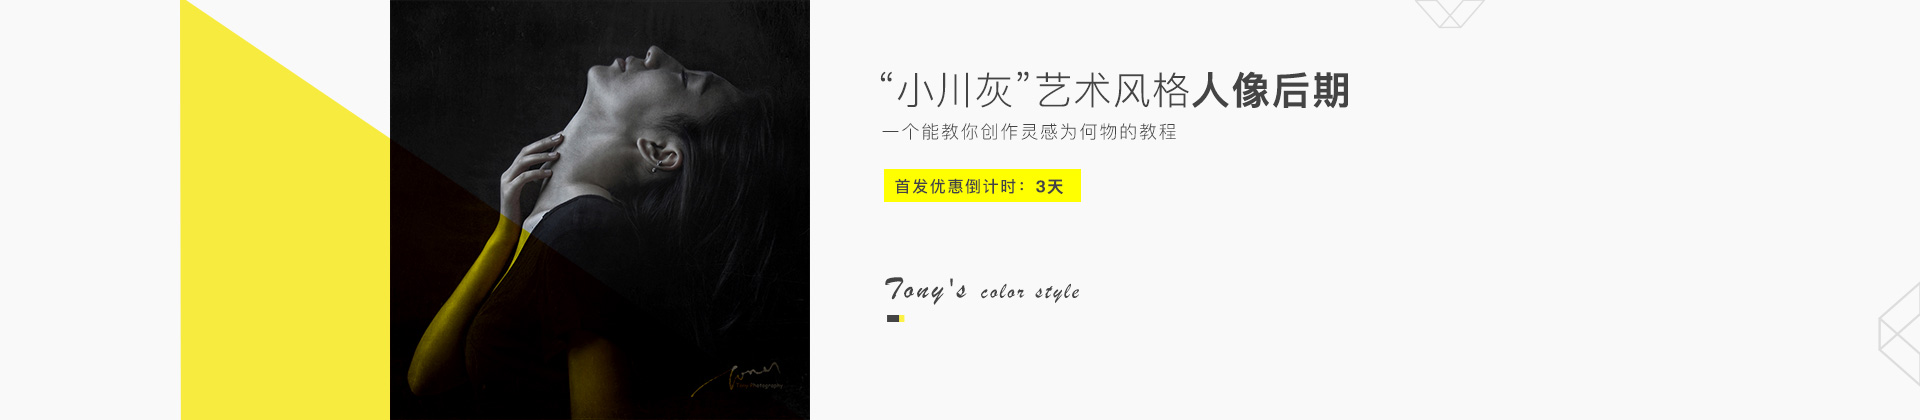 “小川灰”艺术风格人像后期
一个能教你创作灵感为何物的教程
首发优惠倒计时：3天
Tony's color style
Photography